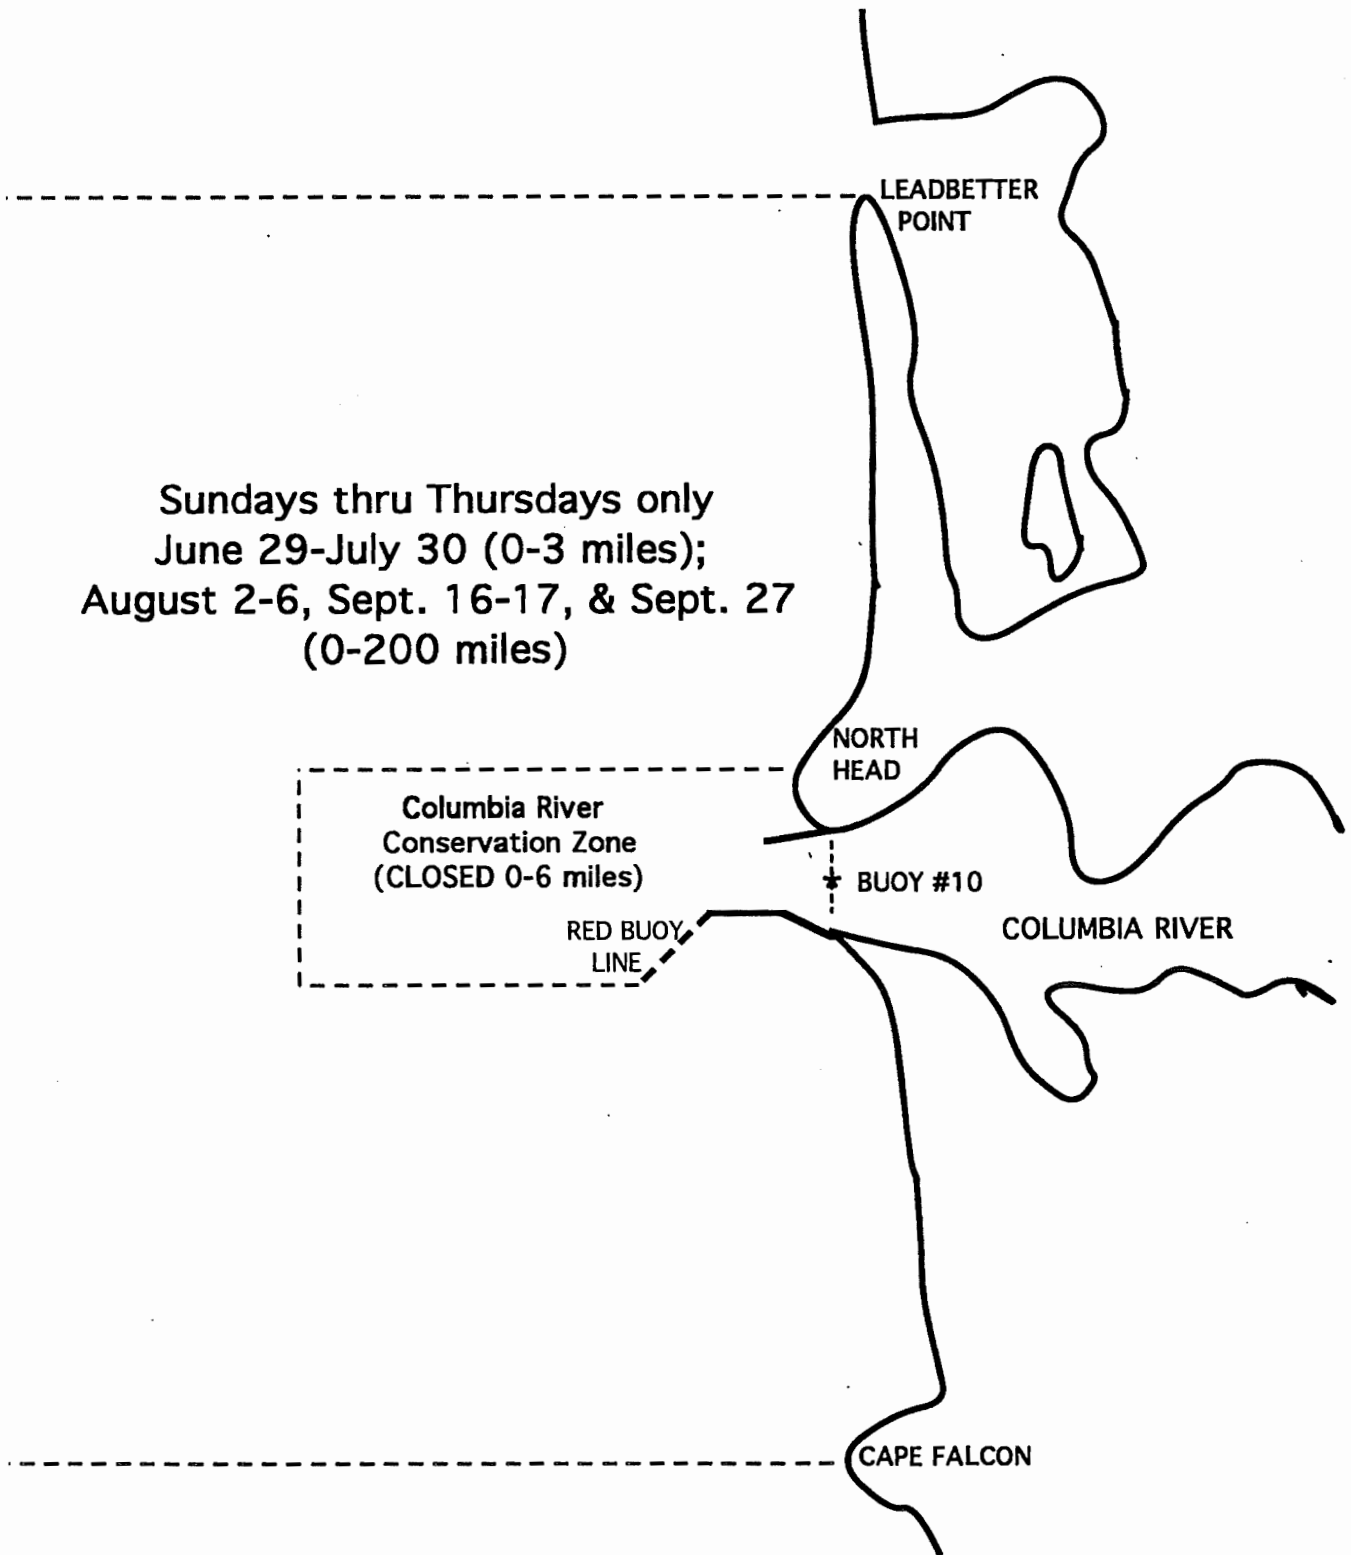 LEADBETTER
POINT
Sundays thru Thursdays only
June 29-July 30 (0-3 miles);
August 2-6, Sept. 16-17, & Sept. 27
(0-200 miles)
NORTH
HEAD
Columbia River
Conservation Zone
(CLOSED 0-6 miles)
BUOY #10
RED BUOY
LINE
COLUMBIA RIVER
CAPE FALCON